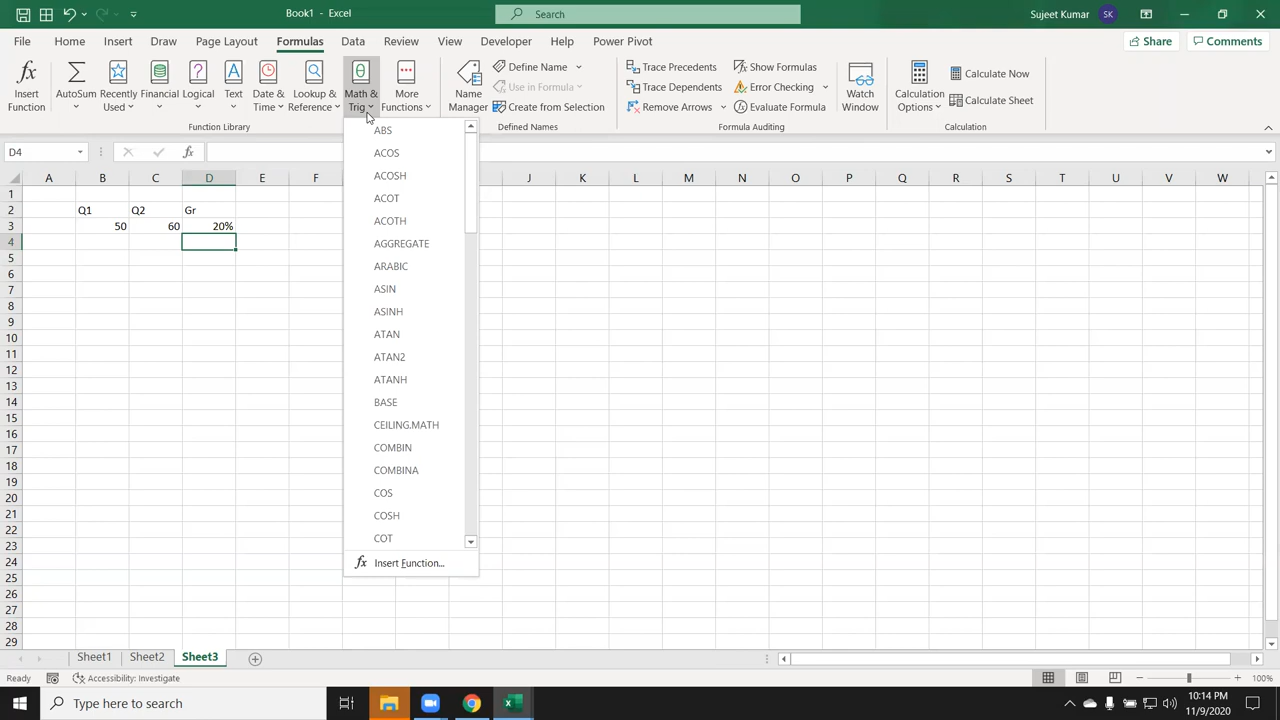 Book1 - Excel
Search
Sujeet Kumar
SK
File Home Insert Draw Page Layout Formulas Data Review View Developer Help Power Pivot
Share
Comments
Insert Function
AutoSum
Recently Used
Financial
Logical
Text
Date & Time
Lookup & Reference
Math & Trig
More Functions
Function Library
Name Manager
Define Name
Use in Formula
Create from Selection
Defined Names
Trace Precedents
Trace Dependents
Remove Arrows
Show Formulas
Error Checking
Evaluate Formula
Formula Auditing
Watch Window
Calculation Options
Calculate Now
Calculate Sheet
Calculation
D4
fx
A B C D E F J K L M N O P Q R S T U V W
1
2 Q1 Q2 Gr
3 50 60 20%
4
5
6
7
8
9
10
11
12
13
14
15
16
17
18
19
20
21
22
23
24
25
26
27
28
29
ABS
ACOS
ACOSH
ACOT
ACOTH
AGGREGATE
ARABIC
ASIN
ASINH
ATAN
ATAN2
ATANH
BASE
CEILING.MATH
COMBIN
COMBINA
COS
COSH
COT
fx Insert Function...
Sheet1 Sheet2 Sheet3
Ready
Accessibility: Investigate
100%
Type here to search
10:14 PM
11/9/2020